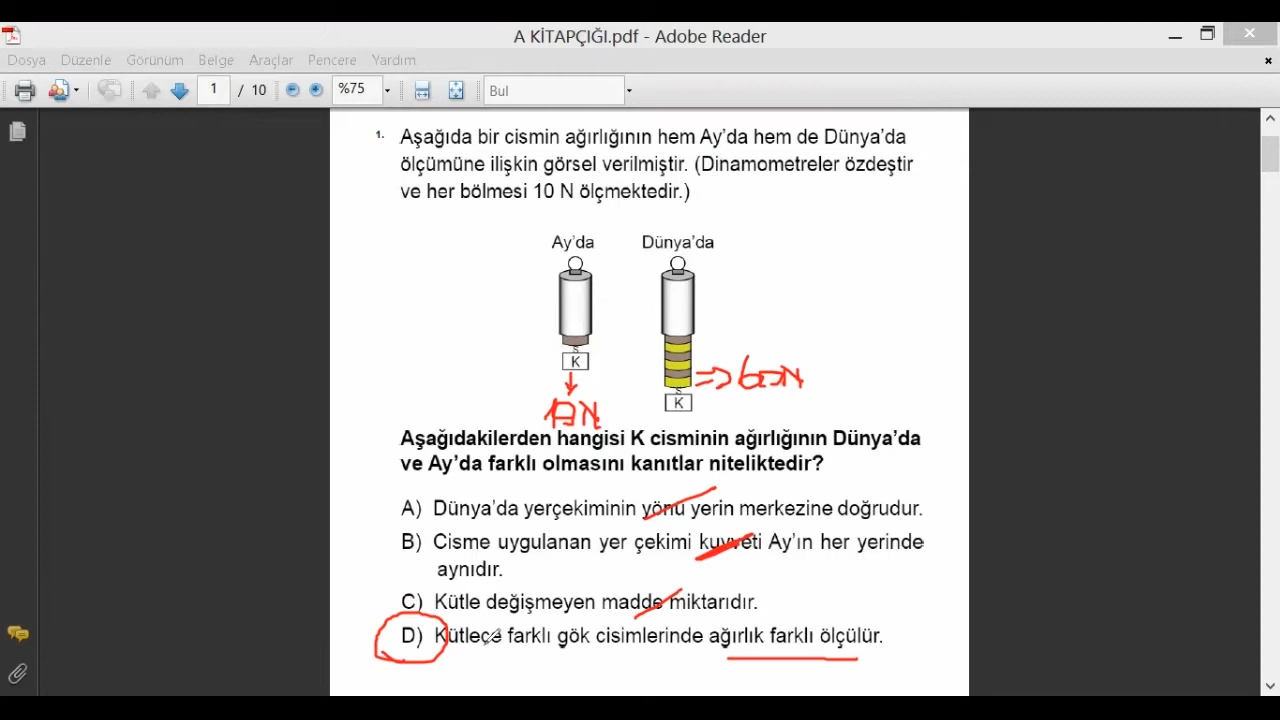 A KİTAPÇIĞI.pdf - Adobe Reader
Dosya Düzenle Görünüm Belge Araçlar Pencere Yardım
1 / 10 %75 Bul
1. Aşağıda bir cismin ağırlığının hem Ay'da hem de Dünya'da
ölçümüne ilişkin görsel verilmiştir. (Dinamometreler özdeştir
ve her bölmesi 10 N ölçmektedir.)
Ay'da Dünya'da
K
60N
K
10N
Aşağıdakilerden hangisi K cisminin ağırlığının Dünya'da
ve Ay'da farklı olmasını kanıtlar niteliktedir?
A) Dünya'da yerçekiminin yönü yerin merkezine doğrudur.
B) Cisme uygulanan yer çekimi kuvveti Ay'ın her yerinde
aynıdır.
C) Kütle değişmeyen madde miktarıdır.
D) Kütleçe farklı gök cisimlerinde ağırlık farklı ölçülür.